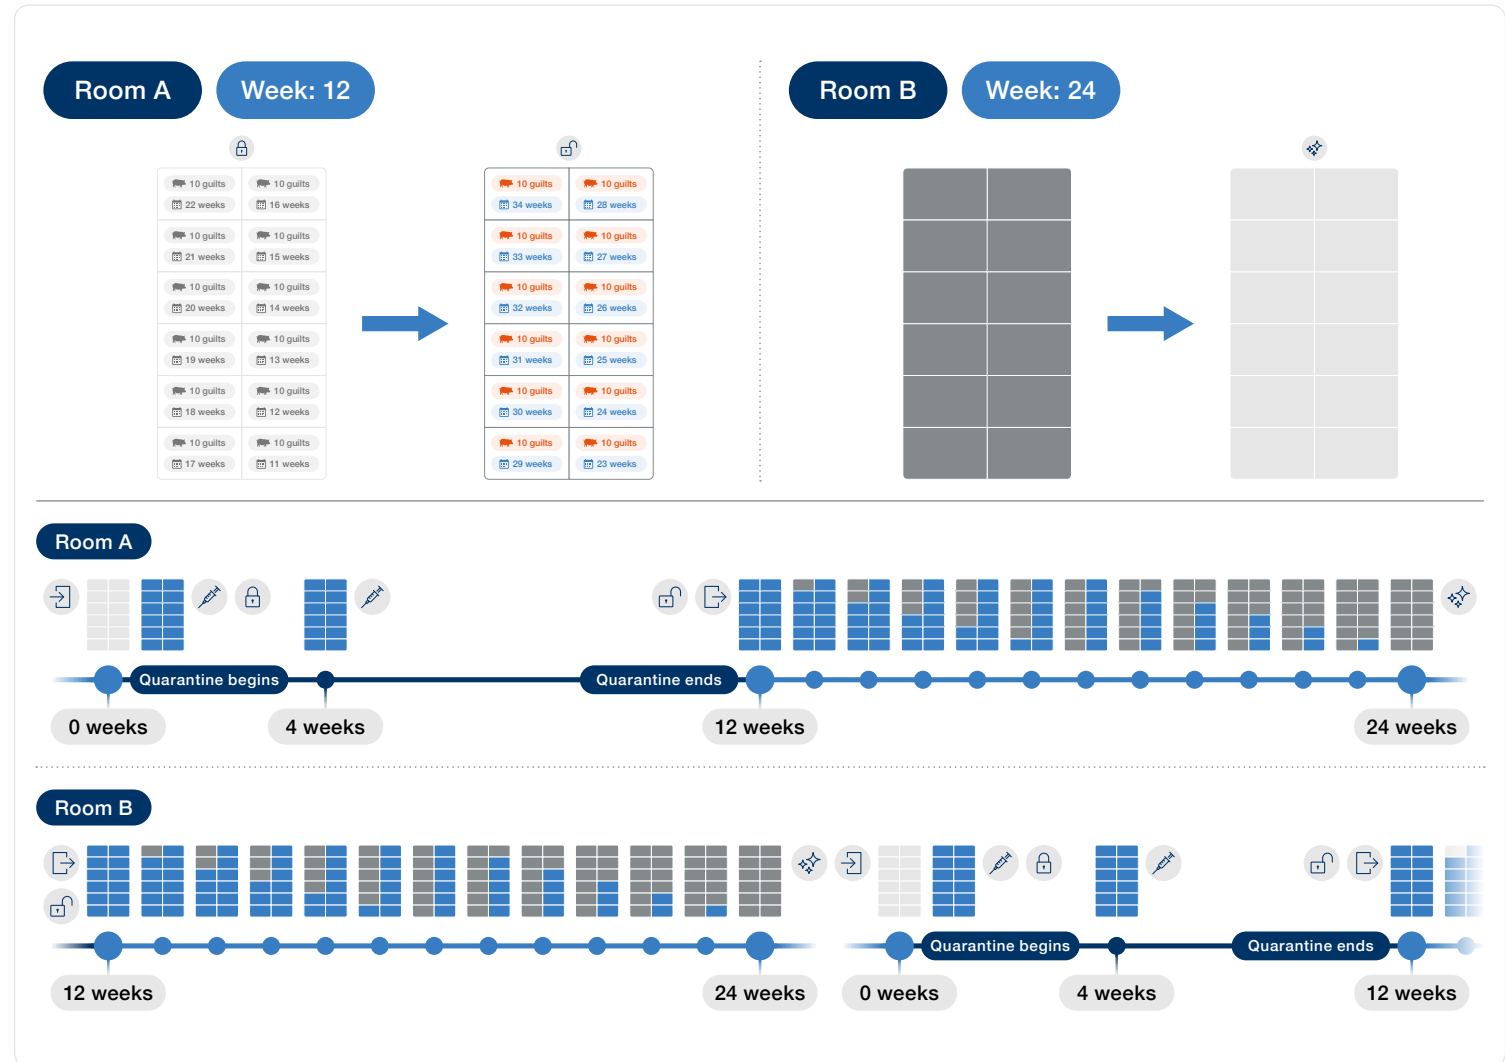 Room A
Week: 12
10 guilts 10 guilts
22 weeks 16 weeks
10 guilts 10 guilts
21 weeks 15 weeks
10 guilts 10 guilts
20 weeks 14 weeks
10 guilts 10 guilts
19 weeks 13 weeks
10 guilts 10 guilts
18 weeks 12 weeks
10 guilts 10 guilts
17 weeks 11 weeks
10 guilts 10 guilts
34 weeks 28 weeks
10 guilts 10 guilts
33 weeks 27 weeks
10 guilts 10 guilts
32 weeks 26 weeks
10 guilts 10 guilts
31 weeks 25 weeks
10 guilts 10 guilts
30 weeks 24 weeks
10 guilts 10 guilts
29 weeks 23 weeks
Room B
Week: 24
Room A
Quarantine begins
Quarantine ends
0 weeks
4 weeks
12 weeks
24 weeks
Room B
Quarantine begins
Quarantine ends
12 weeks
24 weeks
0 weeks
4 weeks
12 weeks